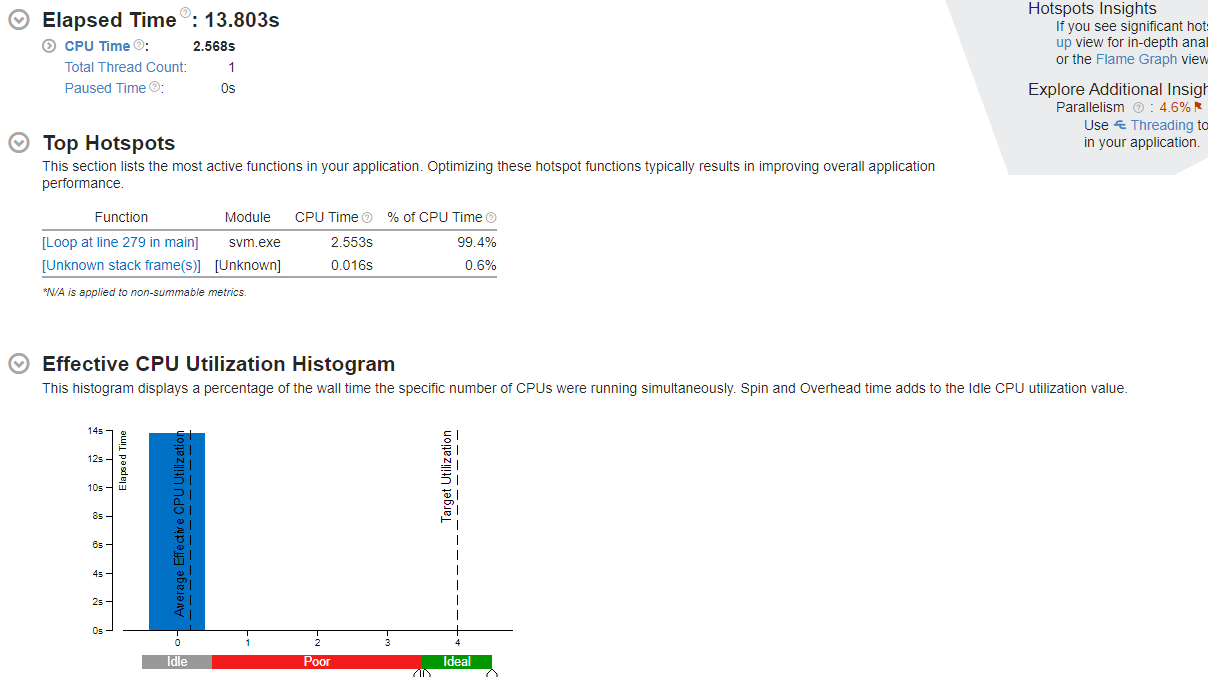 Elapsed Time : 13.803s
CPU Time : 2.568s
Total Thread Count: 1
Paused Time : 0s
Top Hotspots
This section lists the most active functions in your application. Optimizing these hotspot functions typically results in improving overall application
performance.
Function Module CPU Time % of CPU Time
[Loop at line 279 in main] svm.exe 2.553s 99.4%
[Unknown stack frame(s)] [Unknown] 0.016s 0.6%
*N/A is applied to non-summable metrics.
Effective CPU Utilization Histogram
This histogram displays a percentage of the wall time the specific number of CPUs were running simultaneously. Spin and Overhead time adds to the Idle CPU utilization value.
14s
12s
10s
8s
6s
4s
2s
0s
Elapsed Time
Average Effective CPU Utilization
Target Utilization
0 1 2 3 4
Idle Poor Ideal
Hotspots Insights
If you see significant
up view for in-depth
or the Flame Graph view
Explore Additional
Parallelism : 4.6%
Use Threading to
in your application.